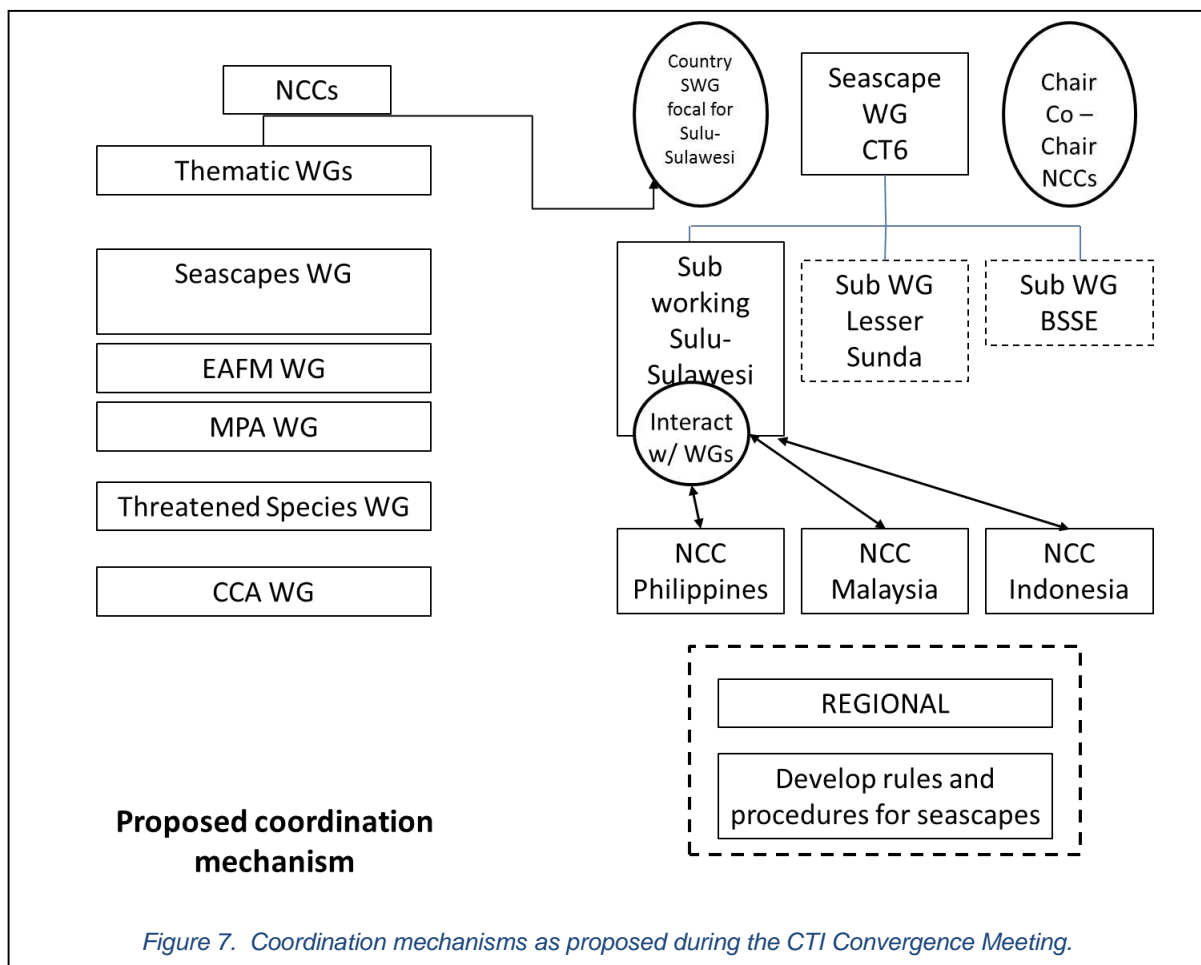 NCCs
Thematic WGs
Seascapes WG
EAFM WG
MPA WG
Threatened Species WG
CCA WG
Proposed coordination
mechanism
Country
SWG
focal for
Sulu-
Sulawesi
Seascape
WG
CT6
Chair
Co –
Chair
NCCs
Sub
working
Sulu-
Sulawesi
Interact
w/ WGs
Sub WG
Lesser
Sunda
Sub WG
BSSE
NCC
Philippines
NCC
Malaysia
NCC
Indonesia
REGIONAL
Develop rules and
procedures for seascapes
Figure 7.  Coordination mechanisms as proposed during the CTI Convergence Meeting.